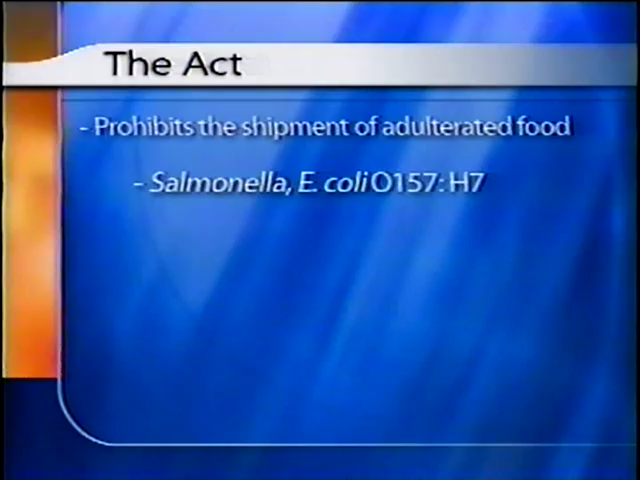 The Act
- Prohibits the shipment of adulterated food
- Salmonella, E. coli O157: H7